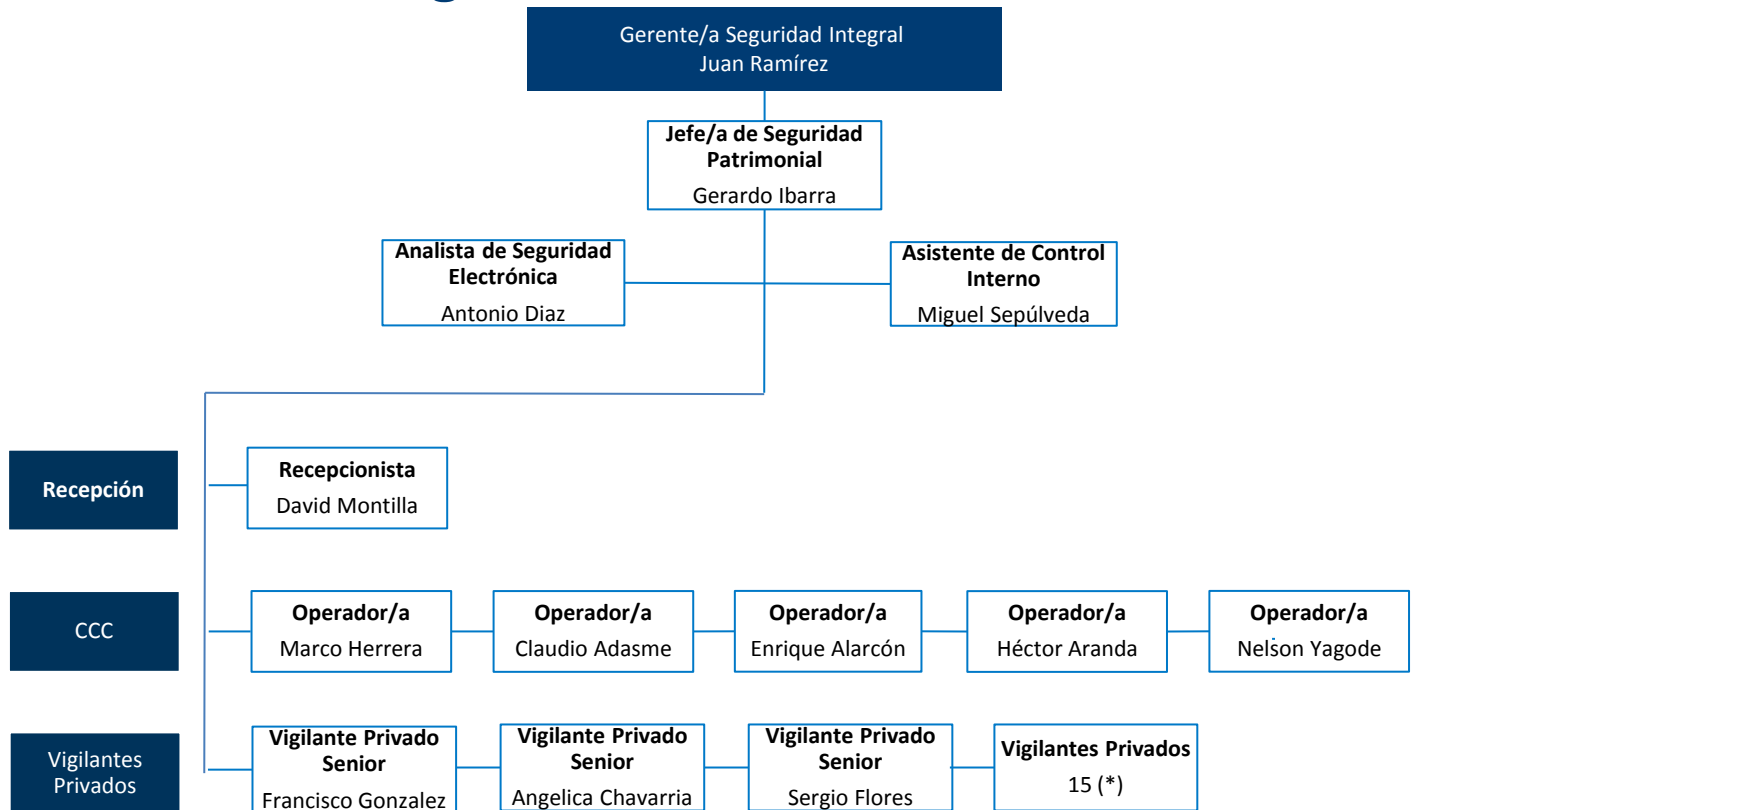 Gerente/a Seguridad Integral
Juan Ramírez
Jefe/a de Seguridad
Patrimonial
Gerardo Ibarra
Analista de Seguridad
Electrónica
Antonio Diaz
Asistente de Control
Interno
Miguel Sepúlveda
Recepción
Recepcionista
David Montilla
CCC
Operador/a
Marco Herrera
Operador/a
Claudio Adasme
Operador/a
Enrique Alarcón
Operador/a
Héctor Aranda
Operador/a
Nelson Yagode
Vigilantes
Privados
Vigilante Privado
Senior
Francisco Gonzalez
Vigilante Privado
Senior
Angelica Chavarria
Vigilante Privado
Senior
Sergio Flores
Vigilantes Privados
15 (*)